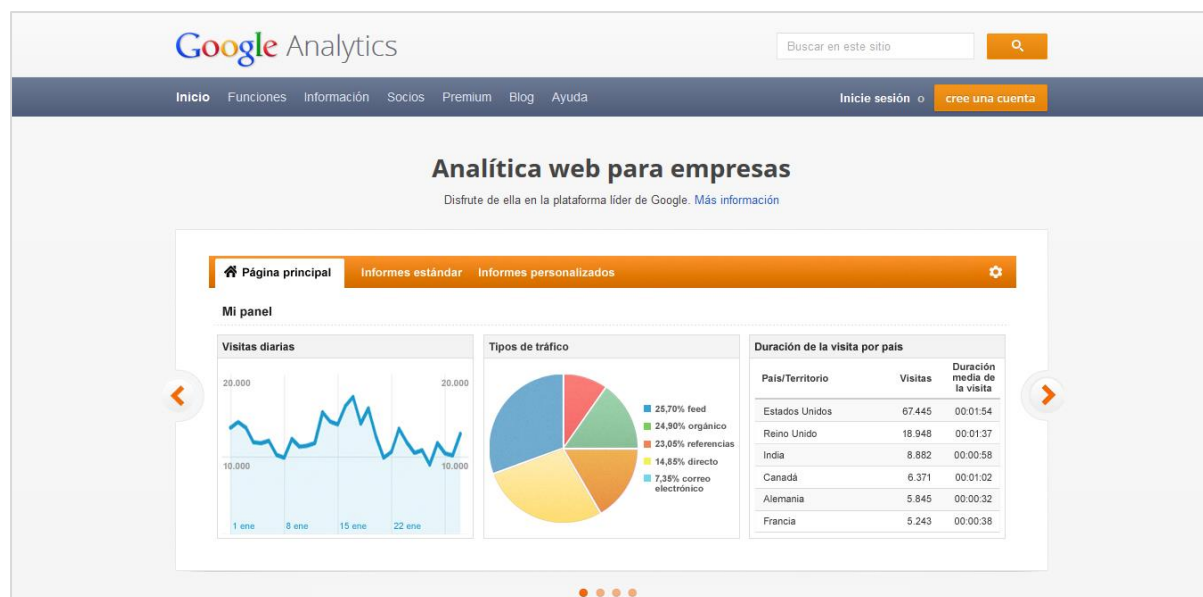 Google Analytics
Buscar en este sitio
Inicio Funciones Información Socios Premium Blog Ayuda
Inicie sesión o cree una cuenta
Analítica web para empresas
Disfrute de ella en la plataforma líder de Google. Más información
Página principal Informes estándar Informes personalizados
Mi panel
Visitas diarias
20.000 20.000
10.000 10.000
1 ene 8 ene 15 ene 22 ene
Tipos de tráfico
25,70% feed
24,90% orgánico
23,05% referencias
14,85% directo
7,35% correo
electrónico
Duración de la visita por pais
País/Territorio Visitas Duración
media de
la visita
Estados Unidos 67.445 00:01:54
Reino Unido 18.948 00:01:37
India 8.882 00:00:58
Canadá 6.371 00:01:02
Alemania 5.845 00:00:32
Francia 5.243 00:00:38